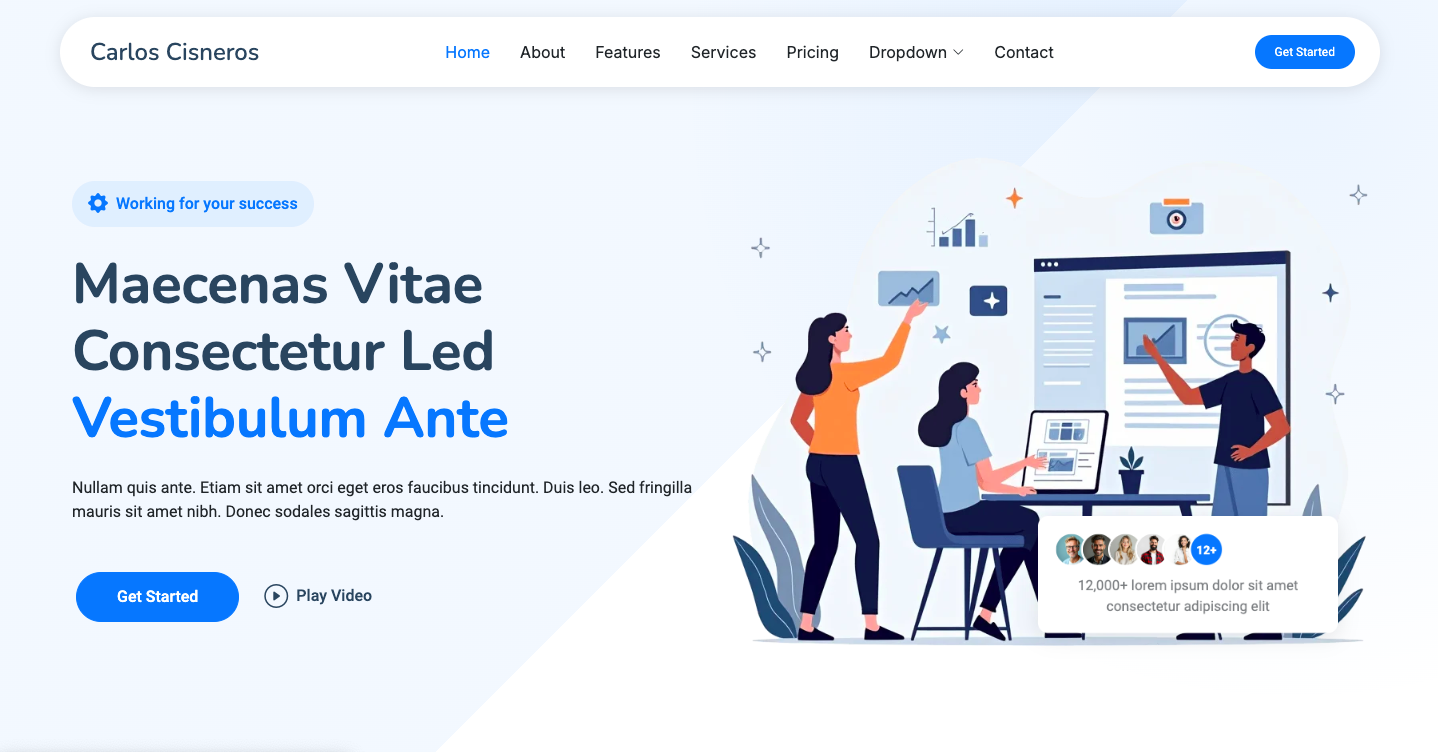 Carlos Cisneros
Home About Features Services Pricing Dropdown Contact
Get Started
Working for your success
Maecenas Vitae
Consectetur Led
Vestibulum Ante
Nullam quis ante. Etiam sit amet orci eget eros faucibus tincidunt. Duis leo. Sed fringilla
mauris sit amet nibh. Donec sodales sagittis magna.
Get Started
Play Video
12+
12,000+ lorem ipsum dolor sit amet
consectetur adipiscing elit